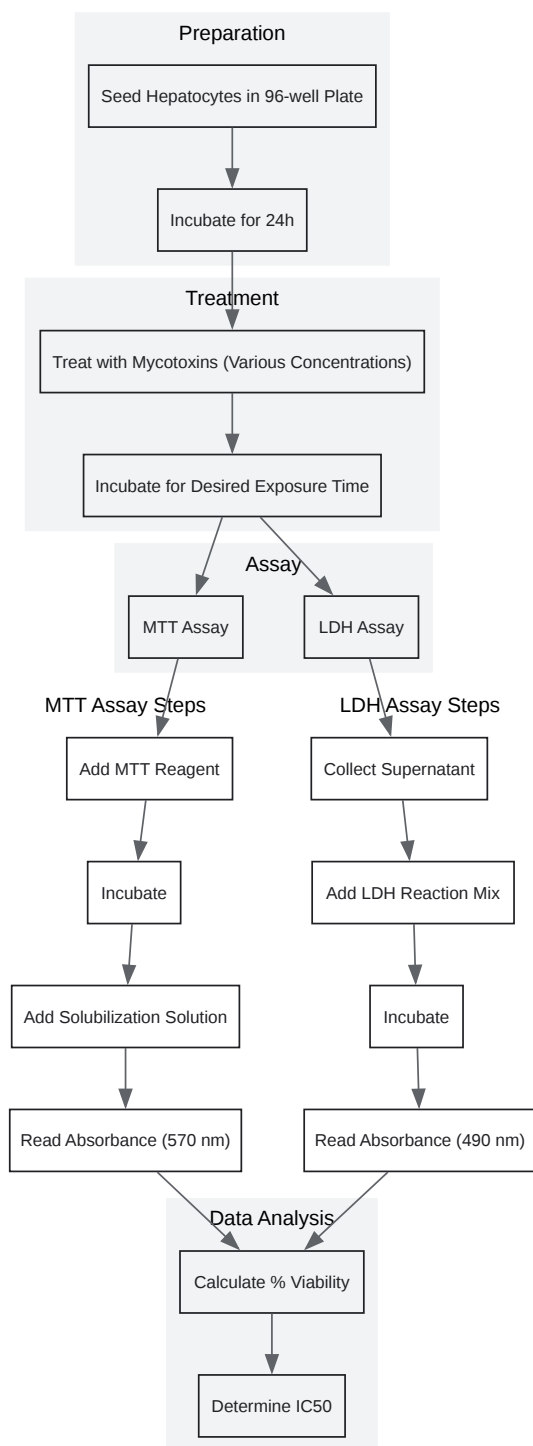 Preparation
Seed Hepatocytes in 96-well Plate
Incubate for 24h
Treatment
Treat with Mycotoxins (Various Concentrations)
Incubate for Desired Exposure Time
Assay
MTT Assay
LDH Assay
MTT Assay Steps
LDH Assay Steps
Add MTT Reagent
Collect Supernatant
Incubate
Add LDH Reaction Mix
Add Solubilization Solution
Incubate
Read Absorbance (570 nm)
Read Absorbance (490 nm)
Data Analysis
Calculate % Viability
Determine IC50